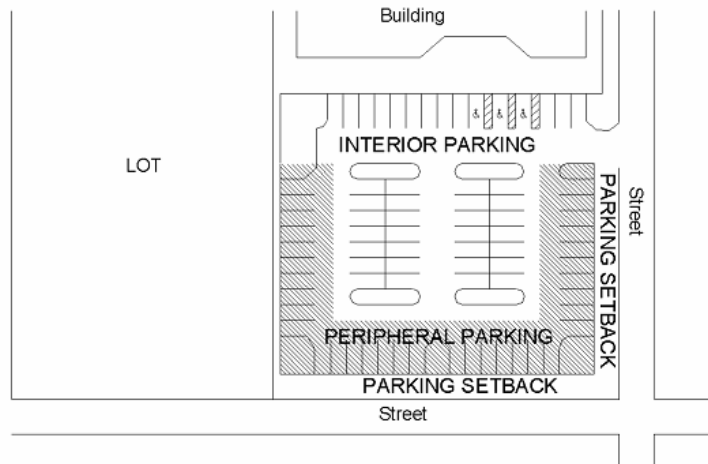 Building
INTERIOR PARKING
LOT
PARKING SETBACK
Street
PERIPHERAL PARKING
PARKING SETBACK
Street